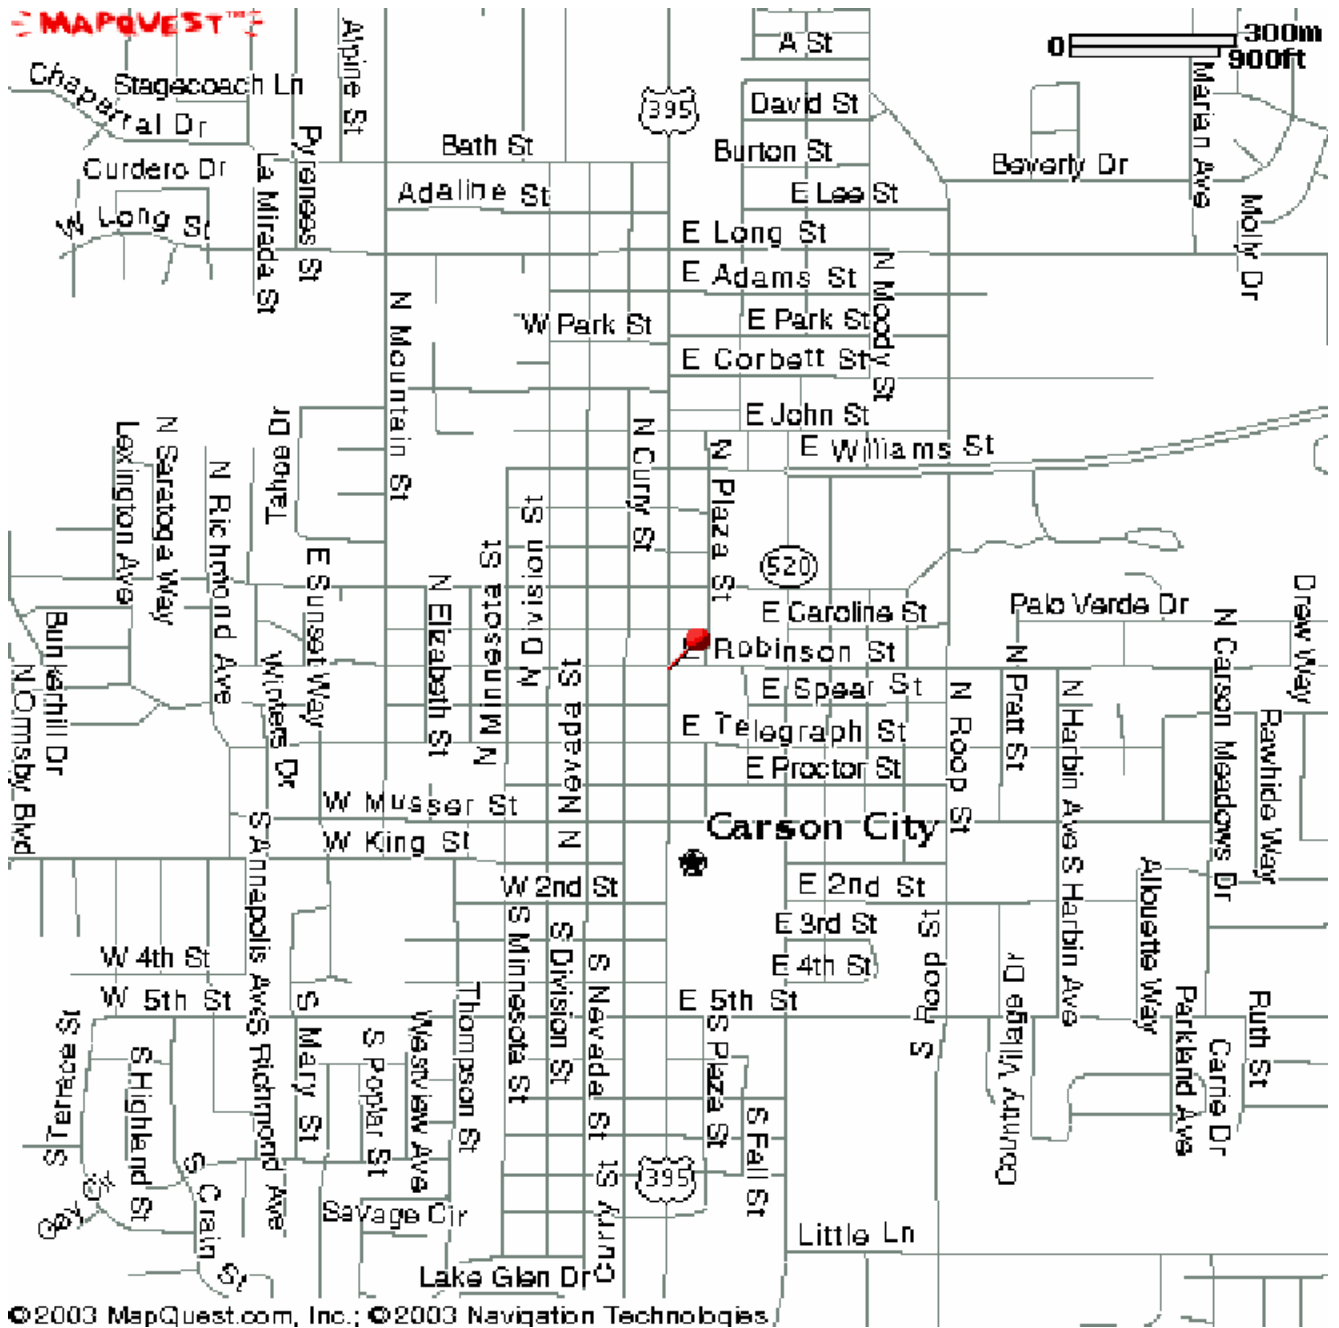 MAPQUEST™
0 300m
900ft
A St
Alpine St
Stagecoach Ln
Chaparral Dr
395
David St
Marian Ave
Bath St
Burton St
Beverly Dr
Curdero Dr
La Mirada St
Pyrenees St
Adaline St
E Lee St
W Long St
E Long St
Molly Dr
E Adams St
N Moody St
N Mountain St
W Park St
E Park St
E Corbett St
Lexington Ave
N Saratoga Way
N Richmond Ave
Tahoe Dr
N Curry St
E John St
E Williams St
N Plaza St
N Division St
520
E Sunset Way
N Elizabeth St
N Minnesota St
E Caroline St
Palo Verde Dr
Drew Way
Bunkerhill Dr
N Ormsby Blvd
Winters Dr
N Nevada St
E Robinson St
N Carson Meadows Dr
E Spear St
N Roop St
N Pratt St
N Harbin Ave
Rawhide Way
E Telegraph St
E Proctor St
W Musser St
Carson City
W King St
S Annapolis Ave
W 2nd St
E 2nd St
S Harbin Ave
Allouette Way
S Minnesota St
S Division St
E 3rd St
S Roop St
W 4th St
E 4th St
S Nevada St
W 5th St
E 5th St
Country Village Dr
S Terrace St
S Highland St
S Richmond Ave
S Mary St
S Poplar St
Westview Ave
Thompson St
S Plaza St
Parkland Ave
Carrie Dr
Ruth St
S Fall St
S Crain St
395
S Curry St
Savage Cir
Little Ln
Lake Glen Dr
©2003 MapQuest.com, Inc.; ©2003 Navigation Technologies